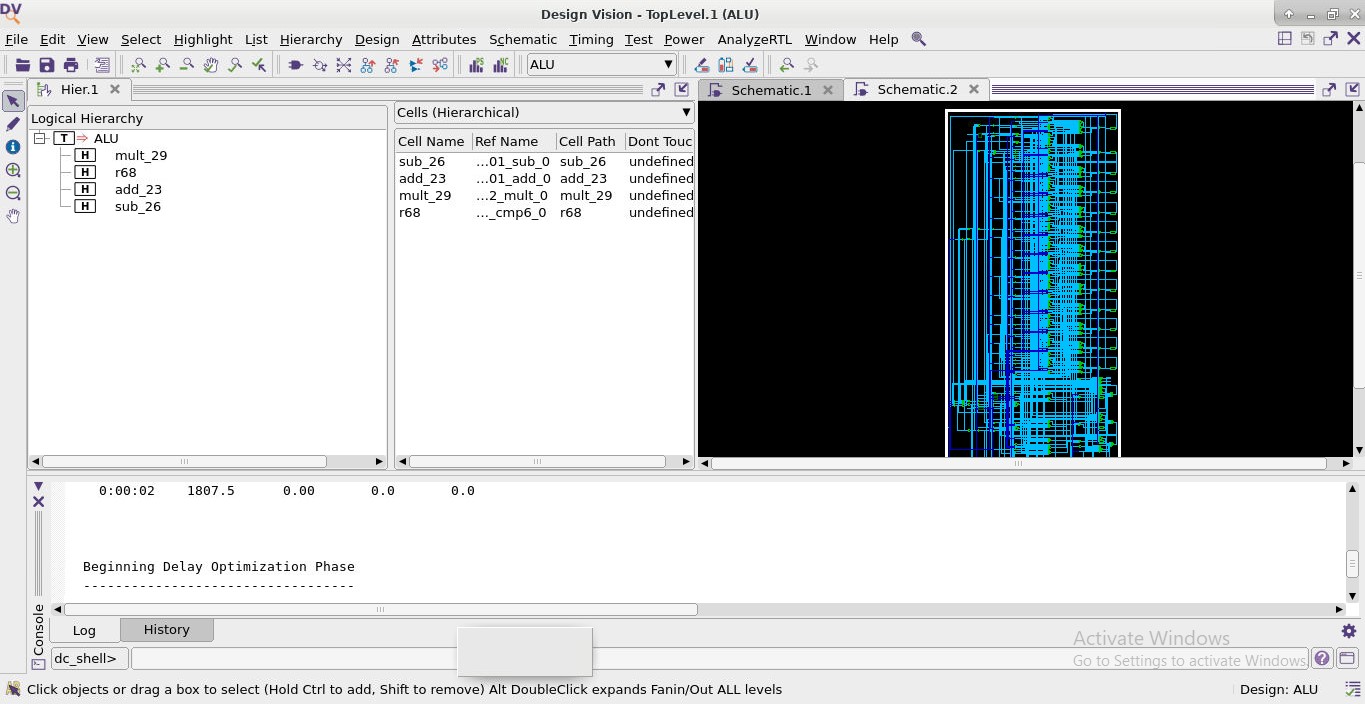 DV
Design Vision - TopLevel.1 (ALU)
File Edit View Select Highlight List Hierarchy Design Attributes Schematic Timing Test Power AnalyzeRTL Window Help
ALU
Hier.1
Schematic.1
Schematic.2
Logical Hierarchy
T ALU
H mult_29
H r68
H add_23
H sub_26
Cells (Hierarchical)
Cell Name Ref Name Cell Path Dont Touc
sub_26 ...01_sub_0 sub_26 undefined
add_23 ...01_add_0 add_23 undefined
mult_29 ...2_mult_0 mult_29 undefined
r68 ..._cmp6_0 r68 undefined
0:00:02 1807.5 0.00 0.0 0.0
Beginning Delay Optimization Phase
----------------------------------
Console
Log
History
dc_shell>
Activate Windows
Go to Settings to activate Windows.
Click objects or drag a box to select (Hold Ctrl to add, Shift to remove) Alt DoubleClick expands Fanin/Out ALL levels
Design: ALU